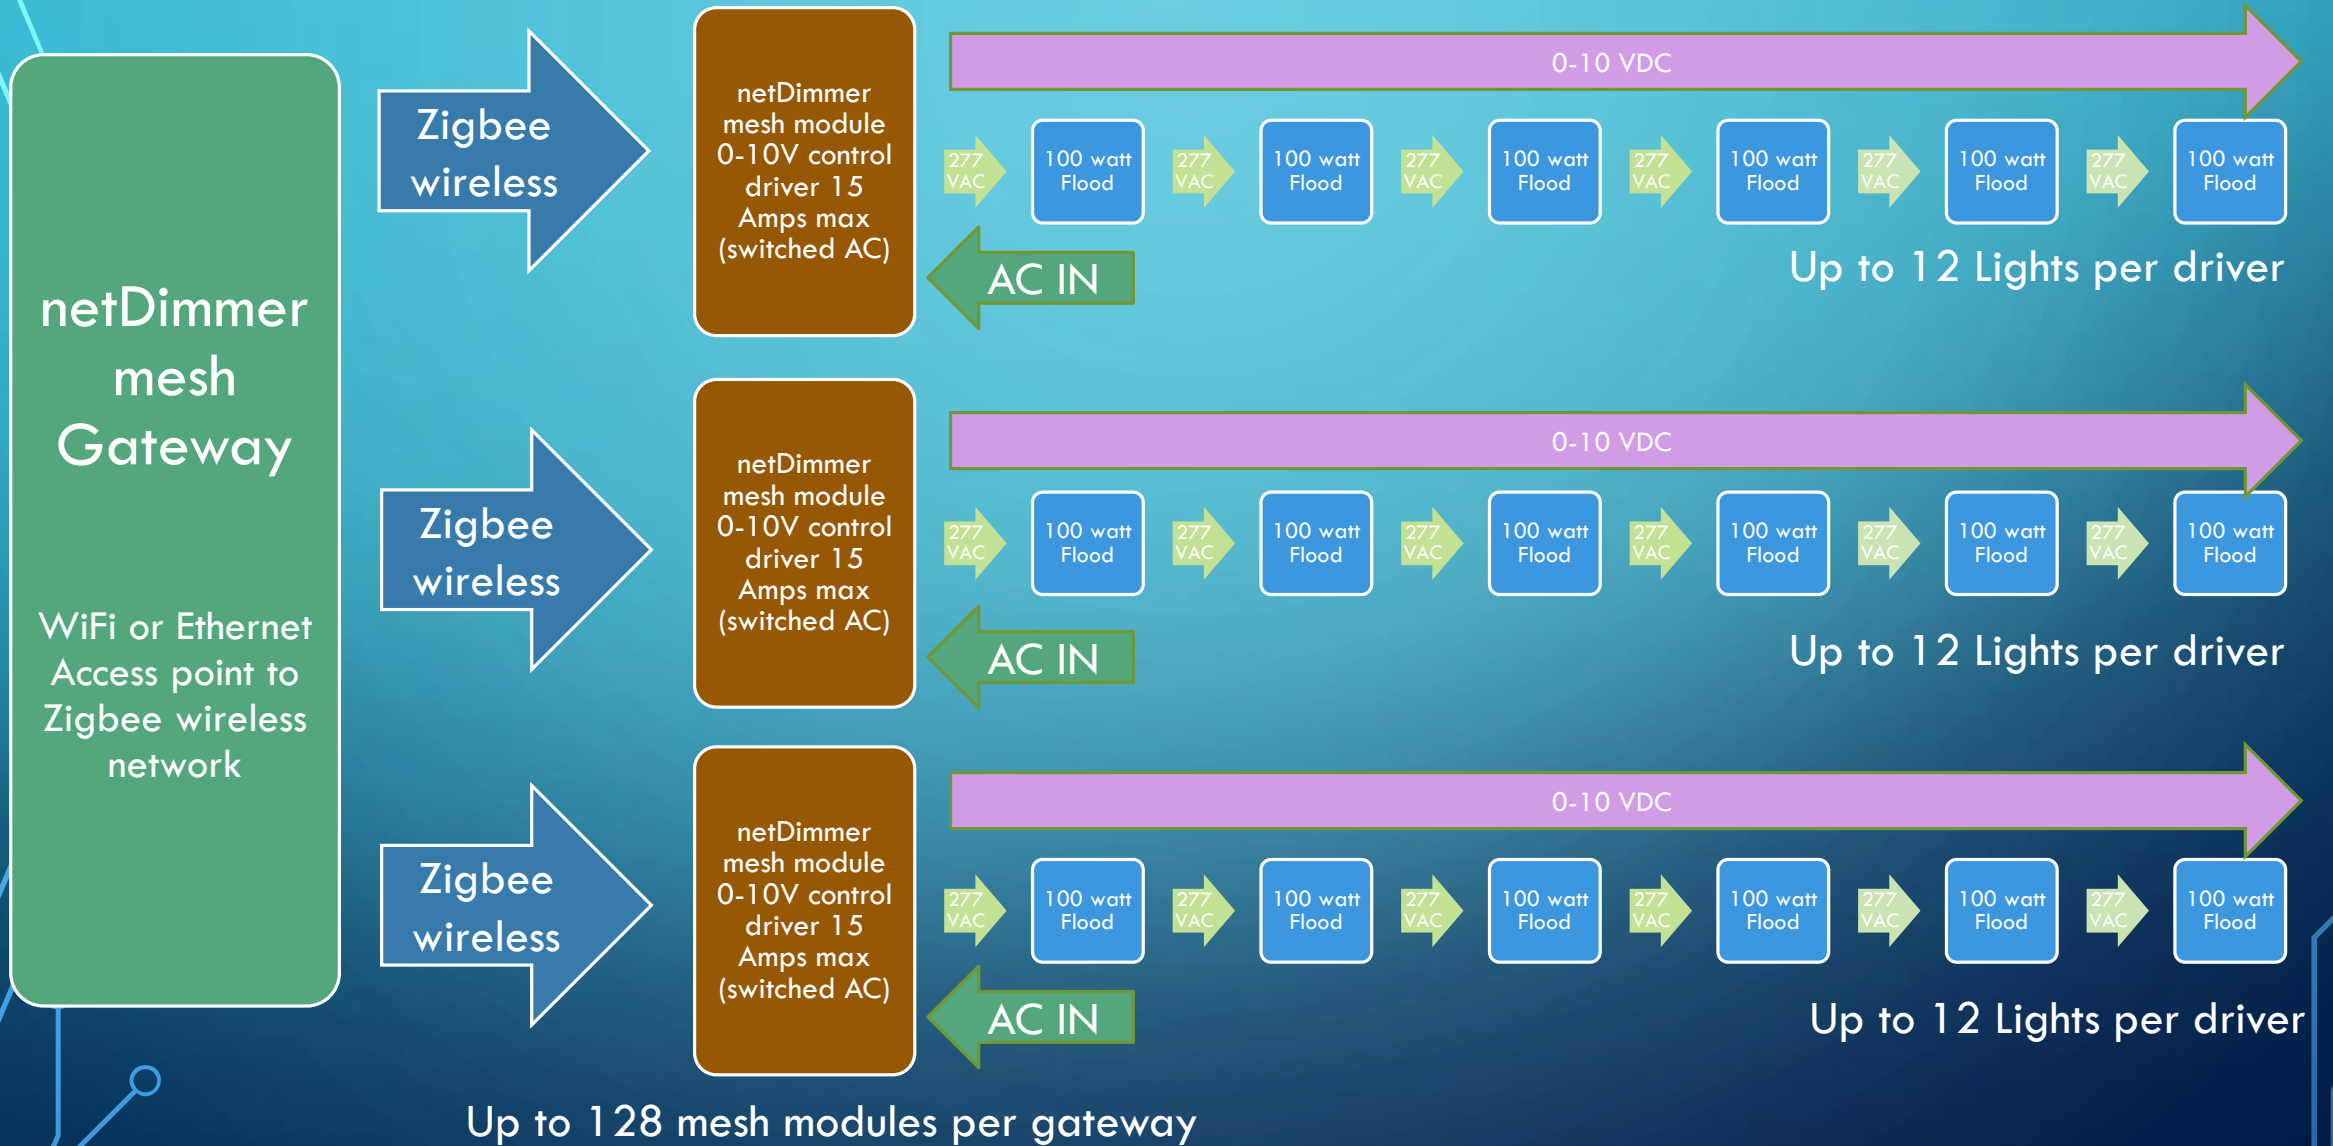 netDimmer
mesh
Gateway
WiFi or Ethernet
Access point to
Zigbee wireless
network
Zigbee
wireless
netDimmer
mesh module
0-10V control
driver 15
Amps max
(switched AC)
0-10 VDC
277
VAC
100 watt
Flood
277
VAC
100 watt
Flood
277
VAC
100 watt
Flood
277
VAC
100 watt
Flood
277
VAC
100 watt
Flood
277
VAC
100 watt
Flood
AC IN
Up to 12 Lights per driver
Zigbee
wireless
netDimmer
mesh module
0-10V control
driver 15
Amps max
(switched AC)
0-10 VDC
277
VAC
100 watt
Flood
277
VAC
100 watt
Flood
277
VAC
100 watt
Flood
277
VAC
100 watt
Flood
277
VAC
100 watt
Flood
277
VAC
100 watt
Flood
AC IN
Up to 12 Lights per driver
Zigbee
wireless
netDimmer
mesh module
0-10V control
driver 15
Amps max
(switched AC)
0-10 VDC
277
VAC
100 watt
Flood
277
VAC
100 watt
Flood
277
VAC
100 watt
Flood
277
VAC
100 watt
Flood
277
VAC
100 watt
Flood
277
VAC
100 watt
Flood
AC IN
Up to 12 Lights per driver
Up to 128 mesh modules per gateway